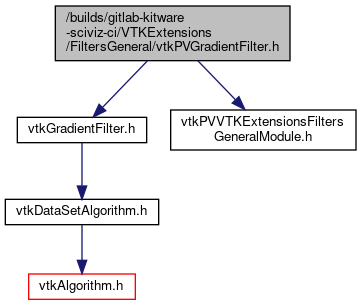 /builds/gitlab-kitware
-sciviz-ci/VTKExtensions
/FiltersGeneral/vtkPVGradientFilter.h
vtkGradientFilter.h
vtkPVVTKExtensionsFilters
GeneralModule.h
vtkDataSetAlgorithm.h
vtkAlgorithm.h